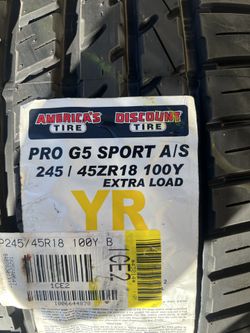 AMERICA'S TIRE DISCOUNT TIRE
PRO G5 SPORT A/S
245 / 45ZR18 100Y
EXTRA LOAD
YR
P245/45R18 100Y B
1CE2
1CE2